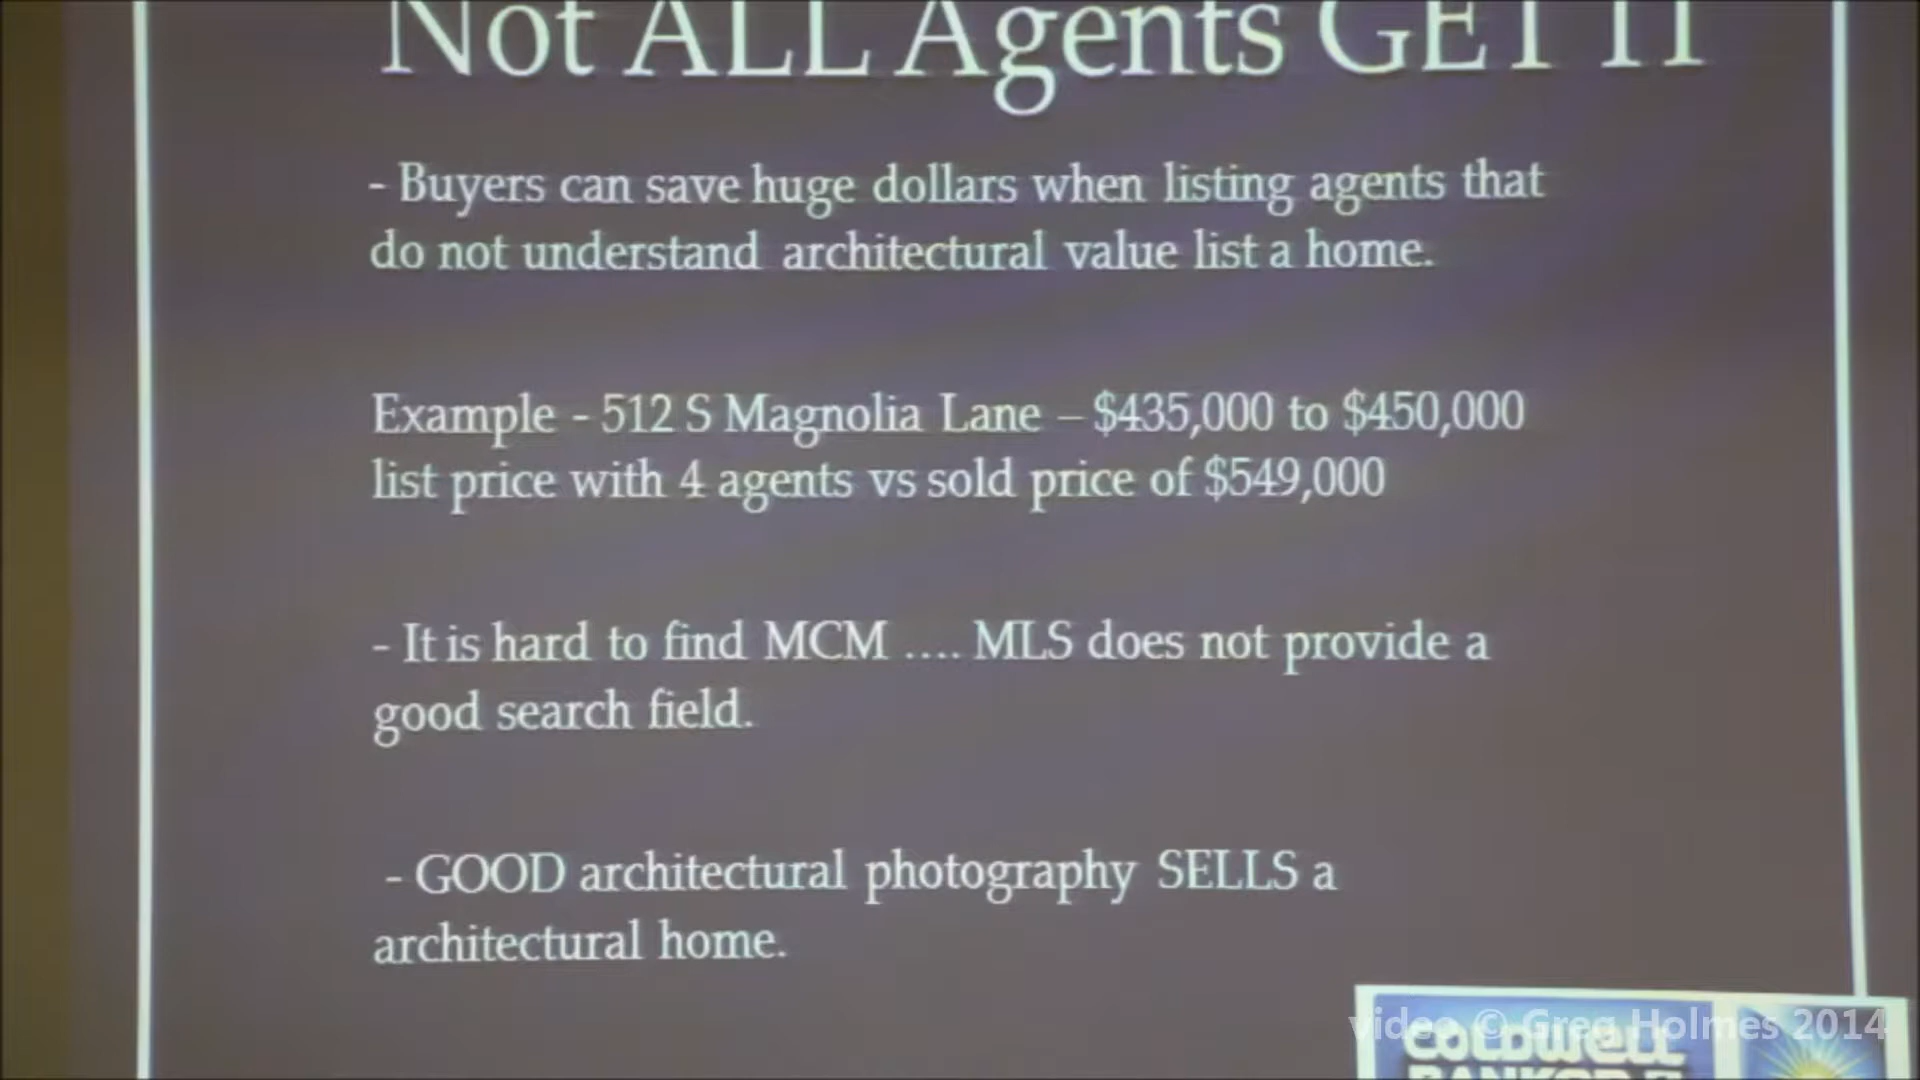 Not ALL Agents GET IT
- Buyers can save huge dollars when listing agents that
do not understand architectural value list a home.
Example - 512 S Magnolia Lane – $435,000 to $450,000
list price with 4 agents vs sold price of $549,000
- It is hard to find MCM .... MLS does not provide a
good search field.
- GOOD architectural photography SELLS a
architectural home.
video © Greg Holmes 2014
COLDWELL
BANKER